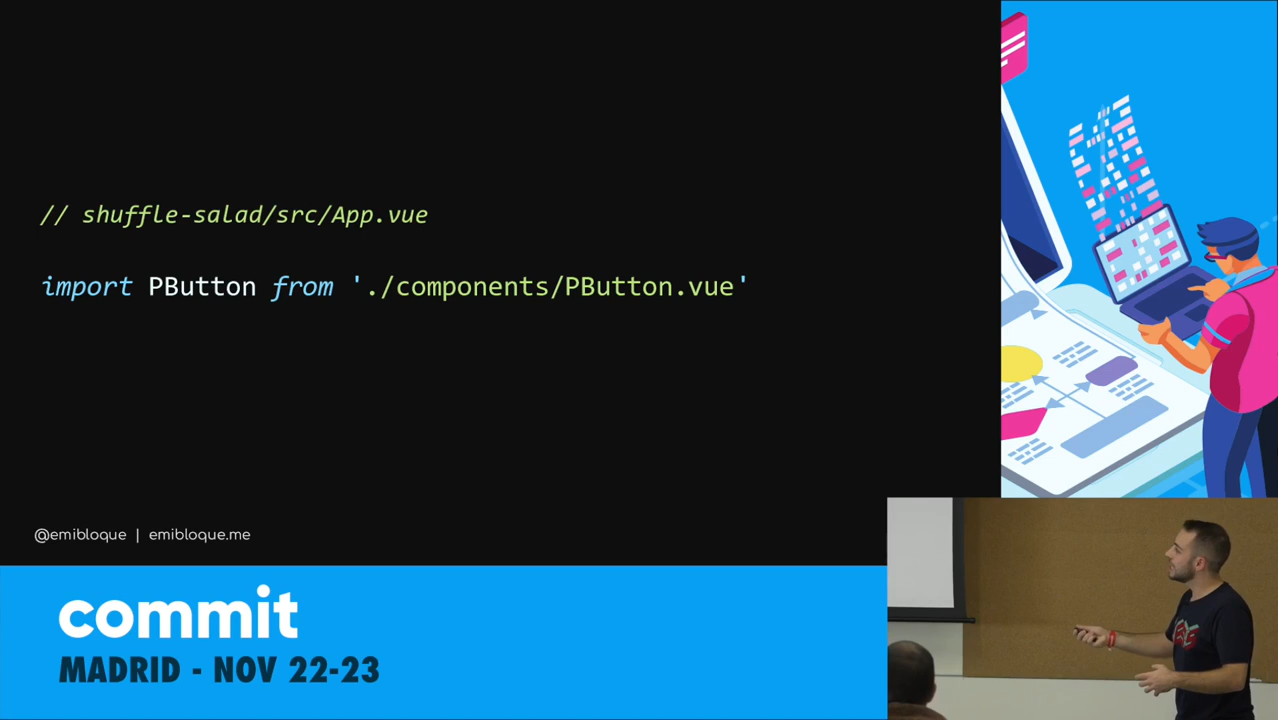 // shuffle-salad/src/App.vue
import PButton from './components/PButton.vue'
@emibloque | emibloque.me
commit
MADRID - NOV 22-23